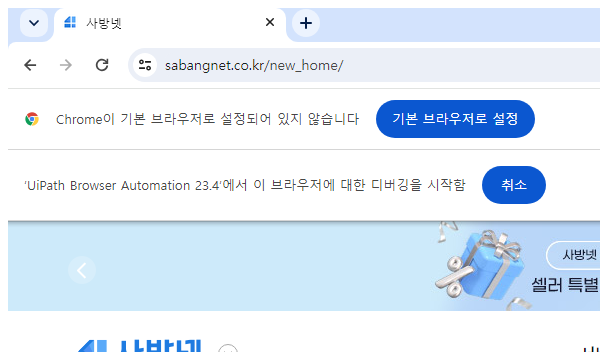 사방넷
sabangnet.co.kr/new_home/
Chrome이 기본 브라우저로 설정되어 있지 않습니다
기본 브라우저로 설정
'UiPath Browser Automation 23.4'에서 이 브라우저에 대한 디버깅을 시작함
취소
사방넷
셀러 특별
사방넷